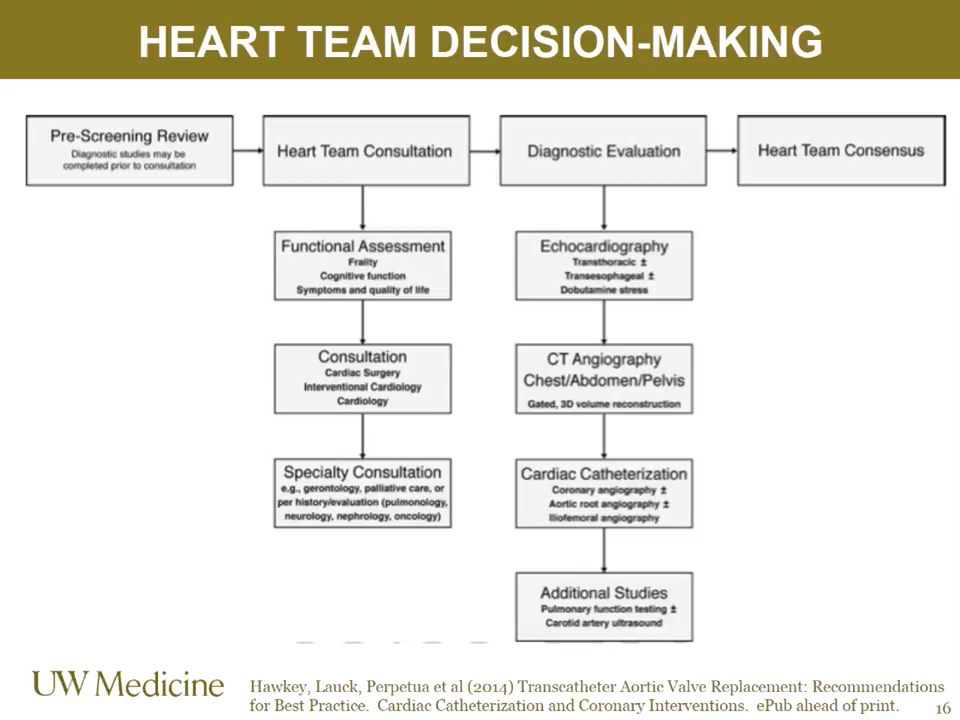 HEART TEAM DECISION-MAKING
Pre-Screening Review
Diagnostic studies may be
completed prior to consultation
Heart Team Consultation
Diagnostic Evaluation
Heart Team Consensus
Functional Assessment
Frailty
Cognitive function
Symptoms and quality of life
Consultation
Cardiac Surgery
Interventional Cardiology
Cardiology
Specialty Consultation
e.g., gerontology, palliative care, or
per history/evaluation (pulmonology,
neurology, nephrology, oncology)
Echocardiography
Transthoracic ±
Transesophageal ±
Dobutamine stress
CT Angiography
Chest/Abdomen/Pelvis
Gated, 3D volume reconstruction
Cardiac Catheterization
Coronary angiography ±
Aortic root angiography ±
Iliofemoral angiography
Additional Studies
Pulmonary function testing ±
Carotid artery ultrasound
UW Medicine
Hawkey, Lauck, Perpetua et al (2014) Transcatheter Aortic Valve Replacement: Recommendations
for Best Practice. Cardiac Catheterization and Coronary Interventions. ePub ahead of print.
16